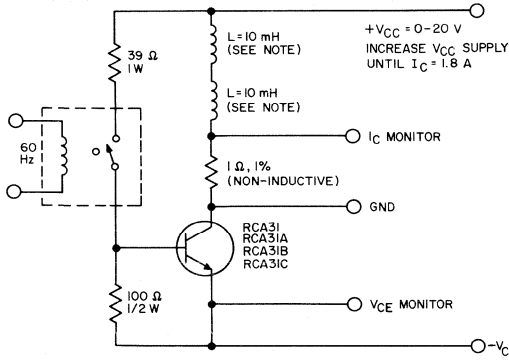 +VCC = 0–20 V
INCREASE VCC SUPPLY
UNTIL IC = 1.8 A
39 Ω
1 W
L = 10 mH
(SEE NOTE)
L = 10 mH
(SEE NOTE)
60
Hz
IC MONITOR
1 Ω, 1%
(NON-INDUCTIVE)
GND
RCA31
RCA31A
RCA31B
RCA31C
100 Ω
1/2 W
VCE MONITOR
-VC